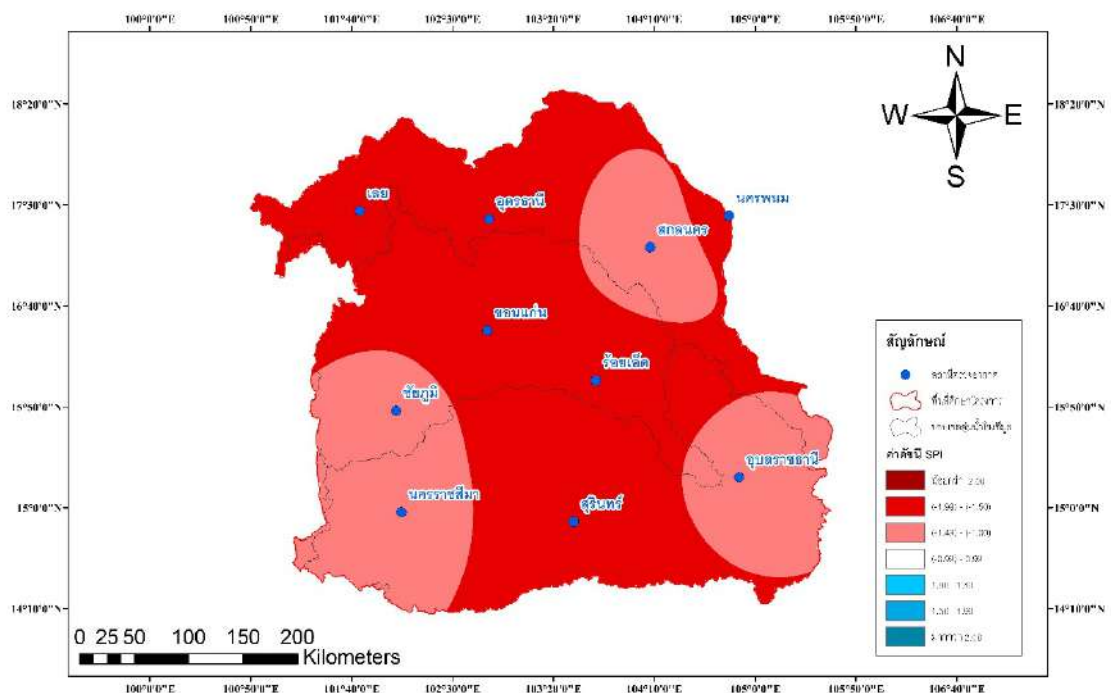 100°0'0"E 100°50'0"E 101°40'0"E 102°30'0"E 103°20'0"E 104°10'0"E 105°0'0"E 105°50'0"E 106°40'0"E
N
18°20'0"N 18°20'0"N
W E
S
เลย
17°30'0"N อุดรธานี นครพนม 17°30'0"N
สกลนคร
16°40'0"N 16°40'0"N
ขอนแก่น
สัญลักษณ์
ร้อยเอ็ด
ชัยภูมิ
15°50'0"N 15°50'0"N
ค่าดัชนี SPI
อุบลราชธานี
นครราชสีมา
15°0'0"N สุรินทร์ 15°0'0"N
14°10'0"N 14°10'0"N
0 25 50 100 150 200
Kilometers
100°0'0"E 100°50'0"E 101°40'0"E 102°30'0"E 103°20'0"E 104°10'0"E 105°0'0"E 105°50'0"E 106°40'0"E